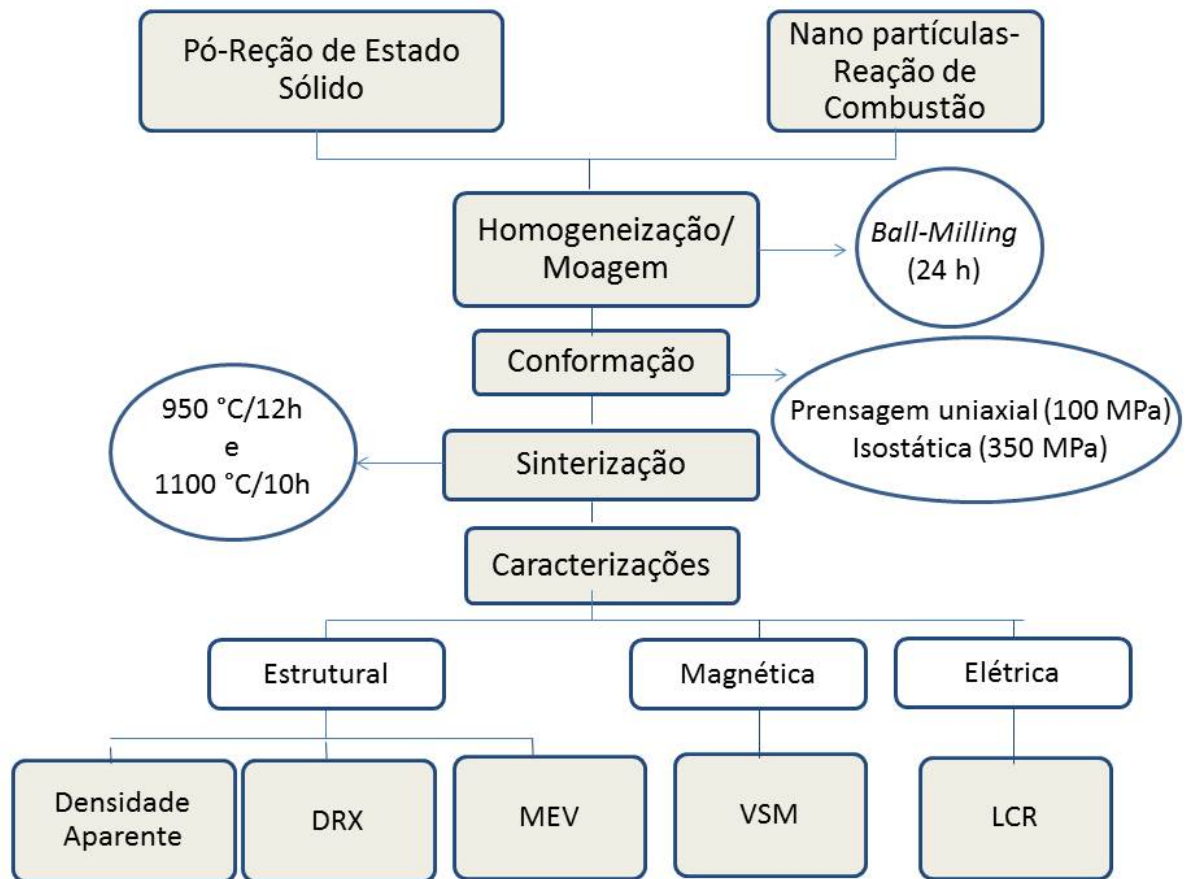 Pó-Reção de Estado
Sólido
Nano partículas-
Reação de
Combustão
Homogeneização/
Moagem
Ball-Milling
(24 h)
Conformação
Prensagem uniaxial (100 MPa)
Isostática (350 MPa)
950 °C/12h
e
1100 °C/10h
Sinterização
Caracterizações
Estrutural
Magnética
Elétrica
Densidade
Aparente
DRX
MEV
VSM
LCR